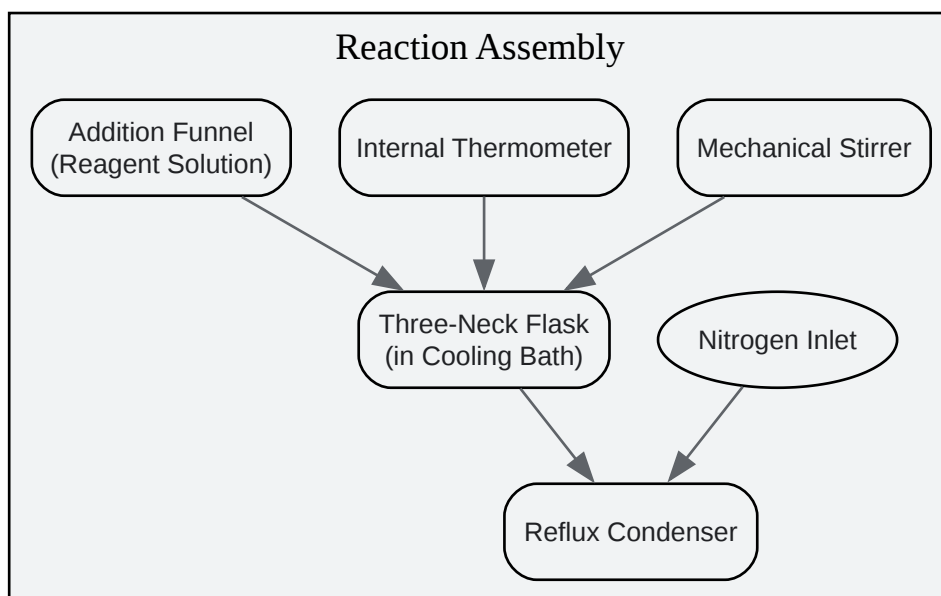 Reaction Assembly
Addition Funnel
(Reagent Solution)
Internal Thermometer
Mechanical Stirrer
Three-Neck Flask
(in Cooling Bath)
Nitrogen Inlet
Reflux Condenser